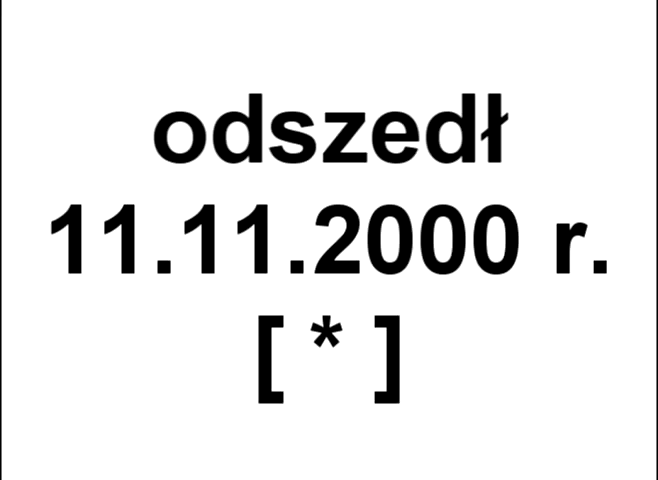 odszedł
11.11.2000 r.
[ * ]